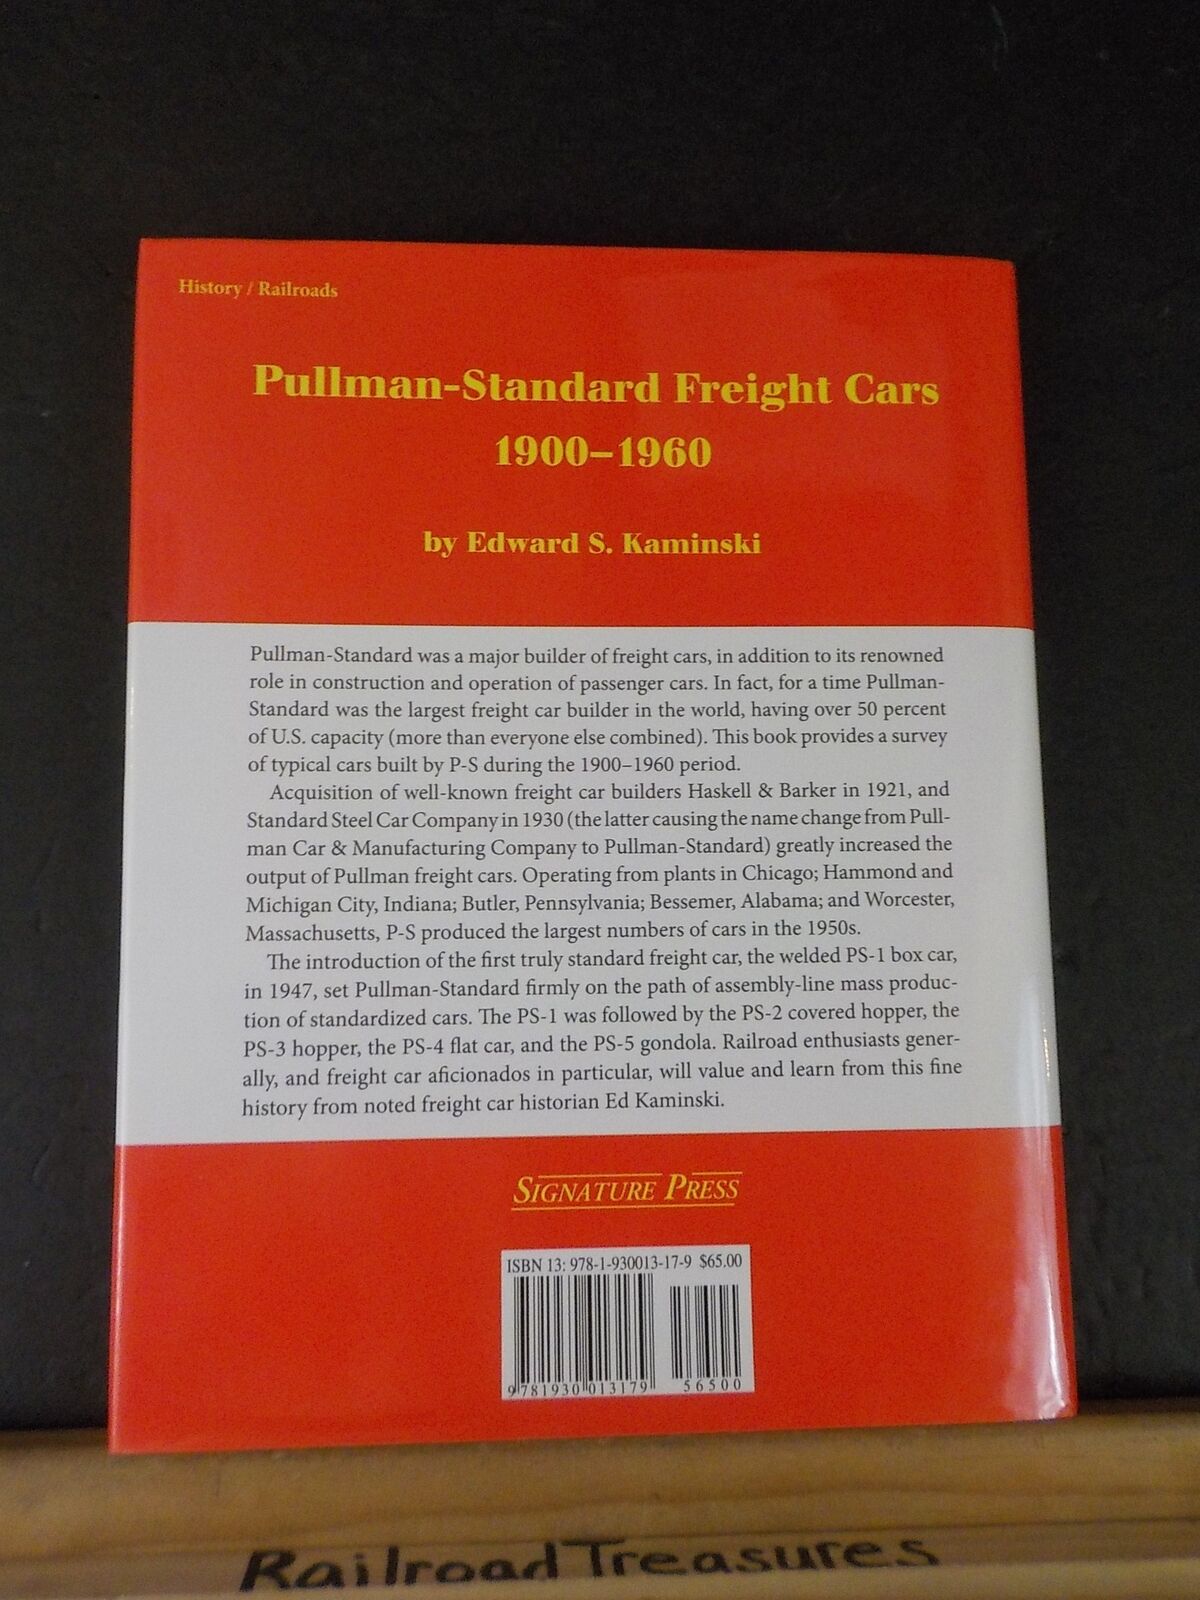 History / Railroads
Pullman-Standard Freight Cars
1900–1960
by Edward S. Kaminski
Pullman-Standard was a major builder of freight cars, in addition to its renowned
role in construction and operation of passenger cars. In fact, for a time Pullman-
Standard was the largest freight car builder in the world, having over 50 percent
of U.S. capacity (more than everyone else combined). This book provides a survey
of typical cars built by P-S during the 1900–1960 period.
Acquisition of well-known freight car builders Haskell & Barker in 1921, and
Standard Steel Car Company in 1930 (the latter causing the name change from Pull-
man Car & Manufacturing Company to Pullman-Standard) greatly increased the
output of Pullman freight cars. Operating from plants in Chicago; Hammond and
Michigan City, Indiana; Butler, Pennsylvania; Bessemer, Alabama; and Worcester,
Massachusetts, P-S produced the largest numbers of cars in the 1950s.
The introduction of the first truly standard freight car, the welded PS-1 box car,
in 1947, set Pullman-Standard firmly on the path of assembly-line mass produc-
tion of standardized cars. The PS-1 was followed by the PS-2 covered hopper, the
PS-3 hopper, the PS-4 flat car, and the PS-5 gondola. Railroad enthusiasts gener-
ally, and freight car aficionados in particular, will value and learn from this fine
history from noted freight car historian Ed Kaminski.
SIGNATURE PRESS
ISBN 13: 978-1-930013-17-9 $65.00
9 781930 013179 56500
Railroad Treasures